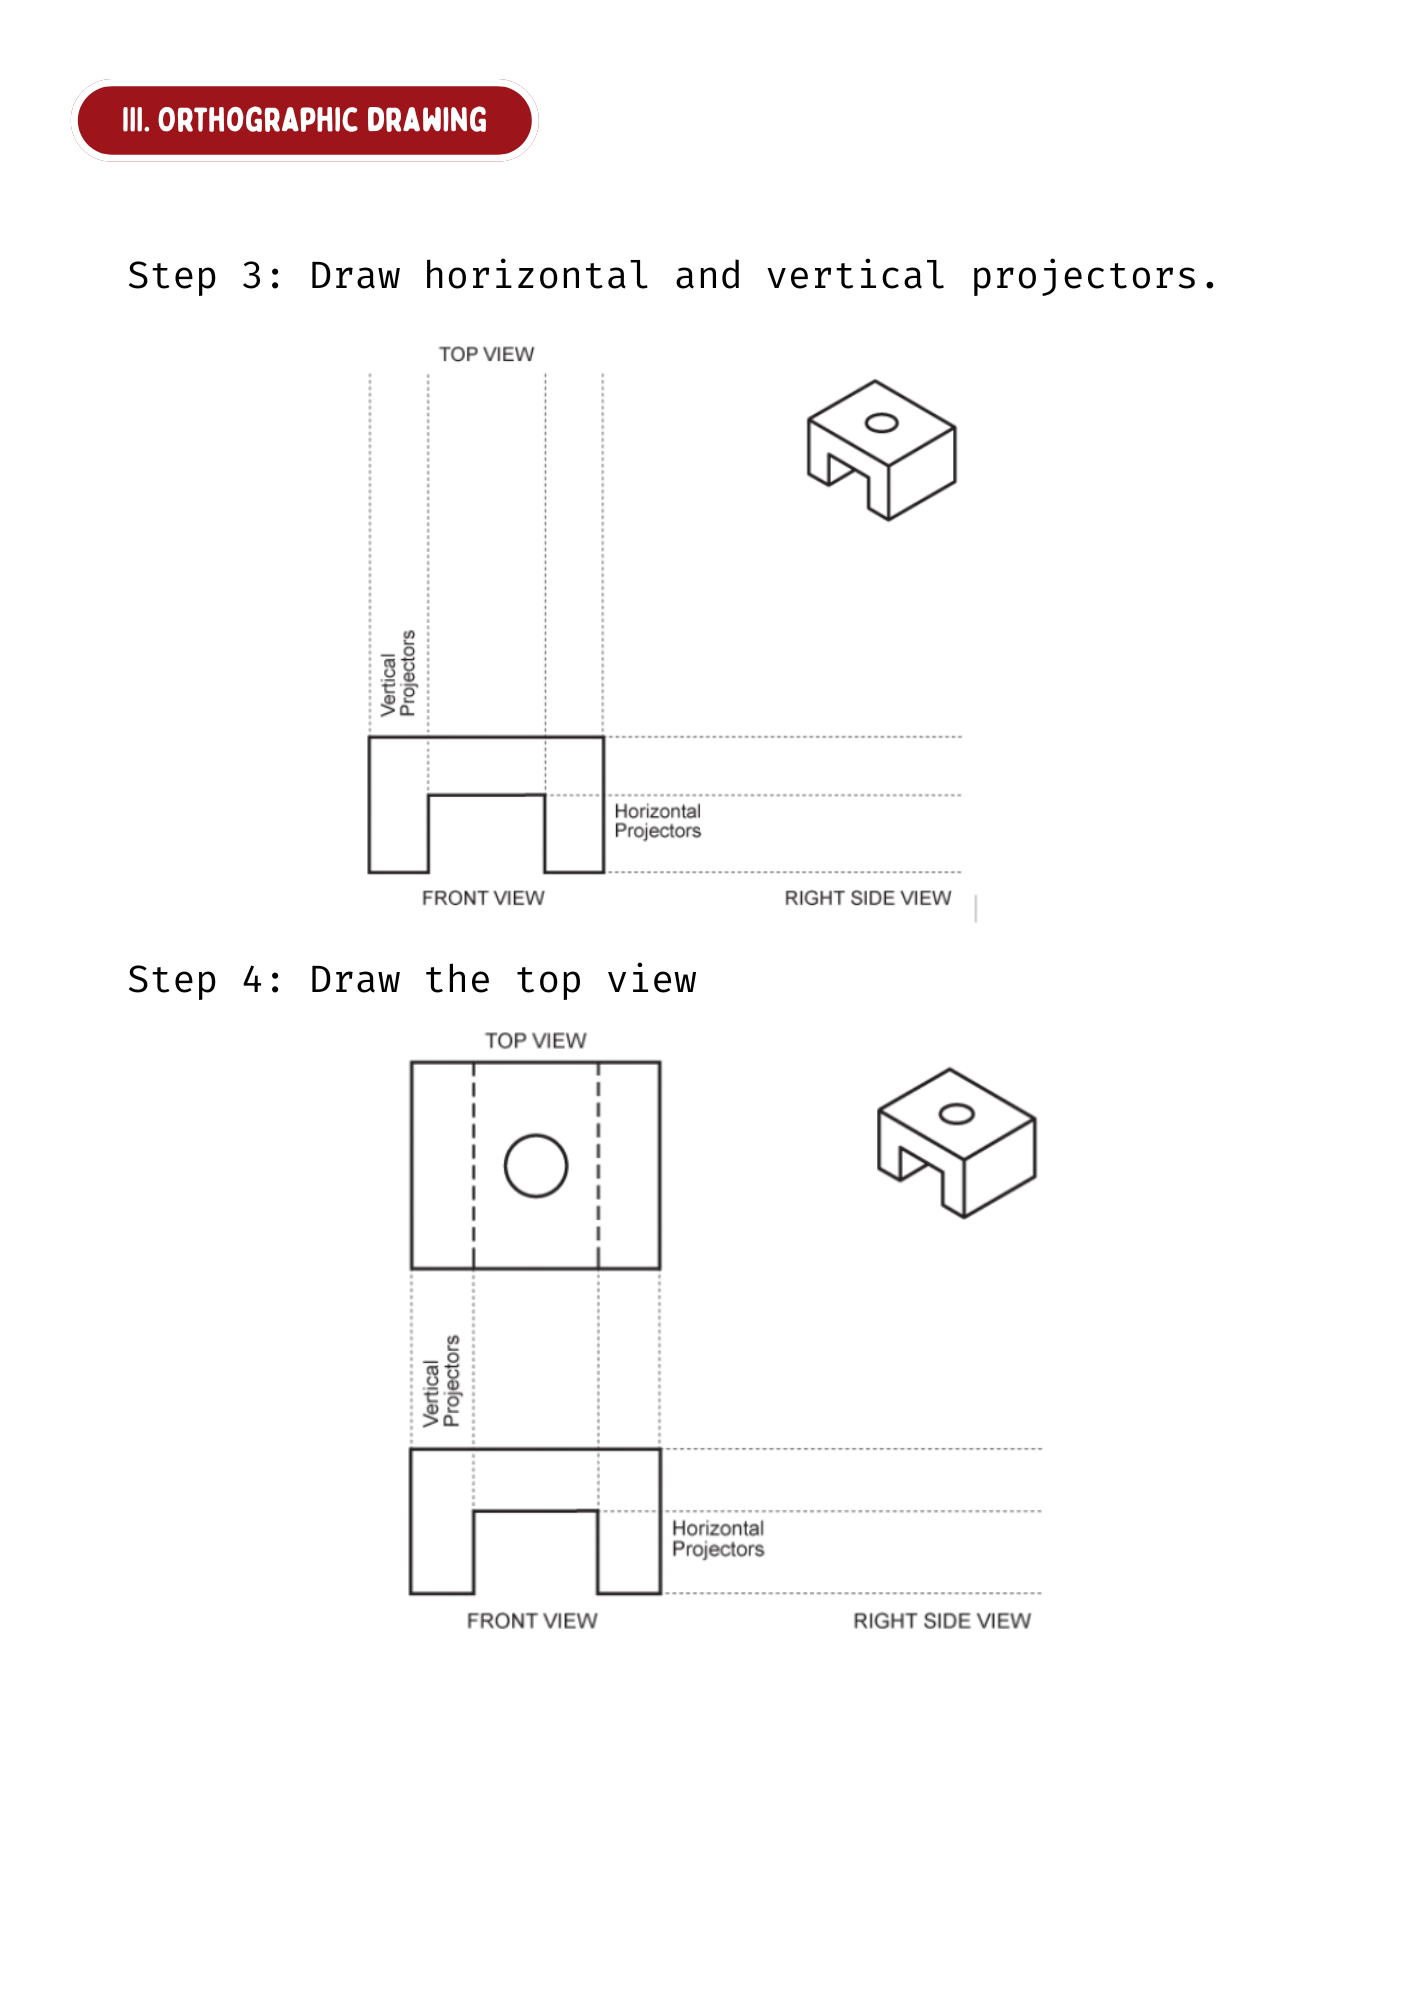 III. ORTHOGRAPHIC DRAWING
Step 3: Draw horizontal and vertical projectors.
TOP VIEW
Vertical
Projectors
Horizontal
Projectors
FRONT VIEW
RIGHT SIDE VIEW
Step 4: Draw the top view
TOP VIEW
Vertical
Projectors
Horizontal
Projectors
FRONT VIEW
RIGHT SIDE VIEW